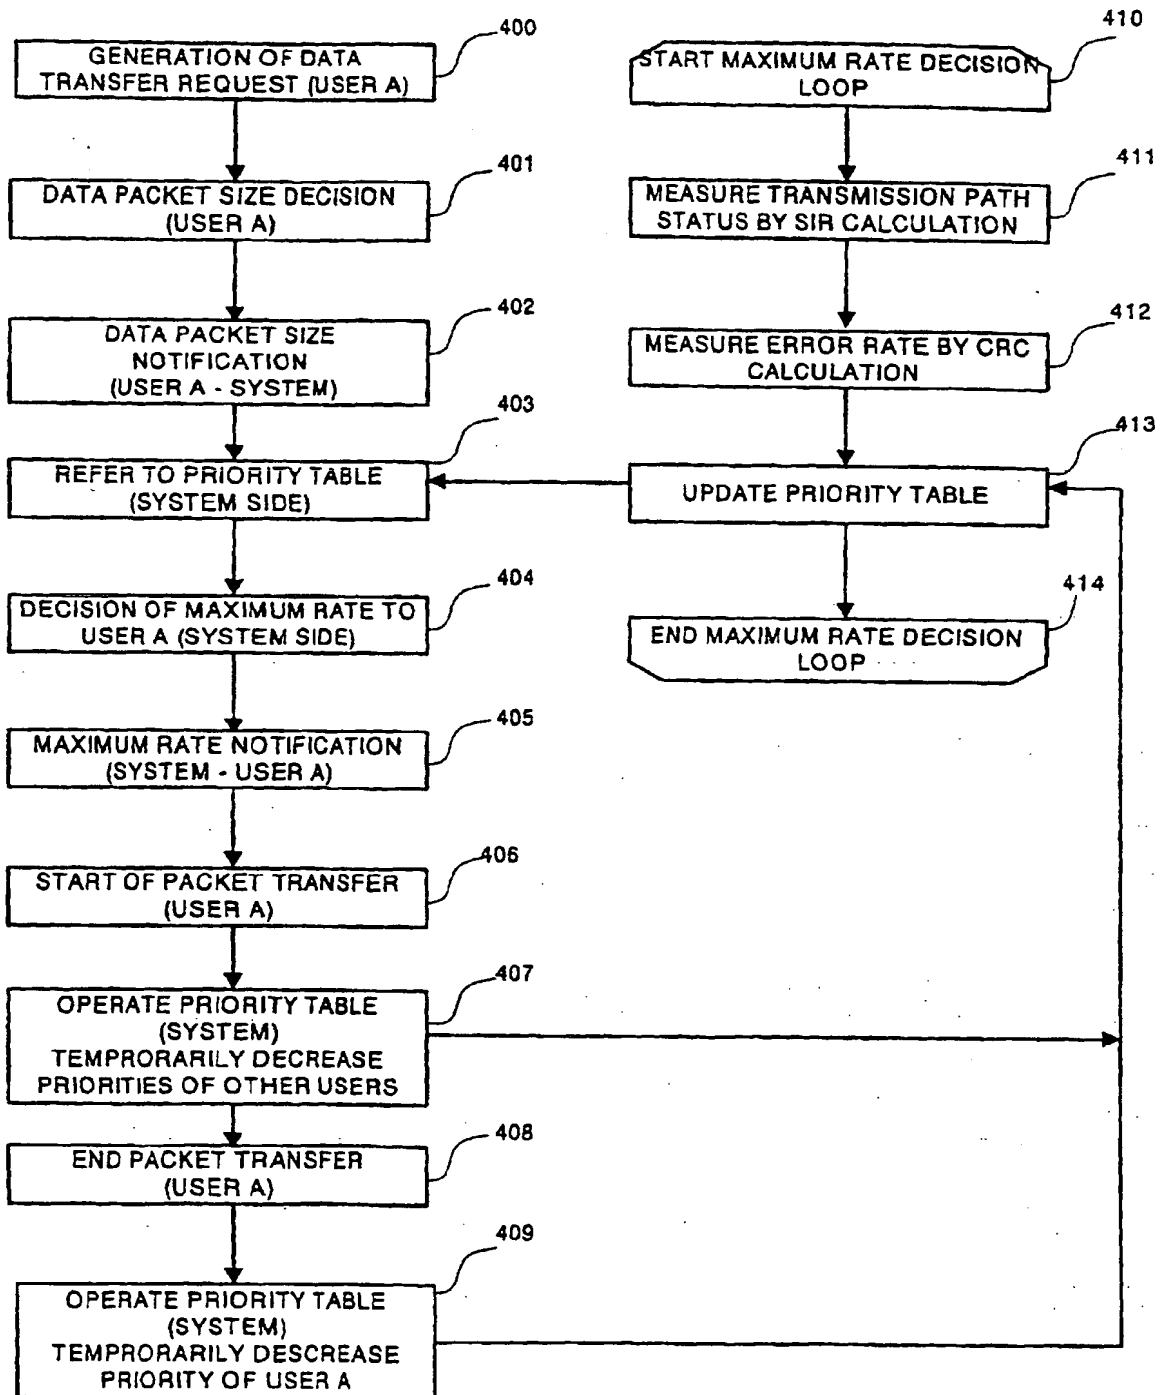 400
GENERATION OF DATA
TRANSFER REQUEST (USER A)
401
DATA PACKET SIZE DECISION
(USER A)
402
DATA PACKET SIZE
NOTIFICATION
(USER A - SYSTEM)
403
REFER TO PRIORITY TABLE
(SYSTEM SIDE)
404
DECISION OF MAXIMUM RATE TO
USER A (SYSTEM SIDE)
405
MAXIMUM RATE NOTIFICATION
(SYSTEM - USER A)
406
START OF PACKET TRANSFER
(USER A)
407
OPERATE PRIORITY TABLE
(SYSTEM)
TEMPRORARILY DECREASE
PRIORITIES OF OTHER USERS
408
END PACKET TRANSFER
(USER A)
409
OPERATE PRIORITY TABLE
(SYSTEM)
TEMPRORARILY DESCREASE
PRIORITY OF USER A
410
START MAXIMUM RATE DECISION
LOOP
411
MEASURE TRANSMISSION PATH
STATUS BY SIR CALCULATION
412
MEASURE ERROR RATE BY CRC
CALCULATION
413
UPDATE PRIORITY TABLE
414
END MAXIMUM RATE DECISION
LOOP